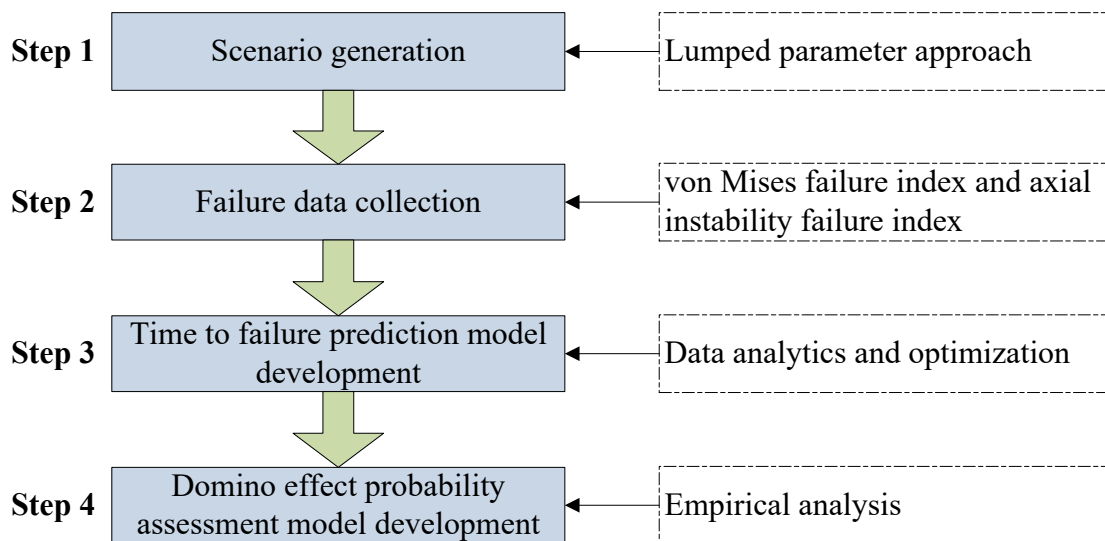 Step 1
Scenario generation
Lumped parameter approach
Step 2
Failure data collection
von Mises failure index and axial
instability failure index
Step 3
Time to failure prediction model
development
Data analytics and optimization
Step 4
Domino effect probability
assessment model development
Empirical analysis